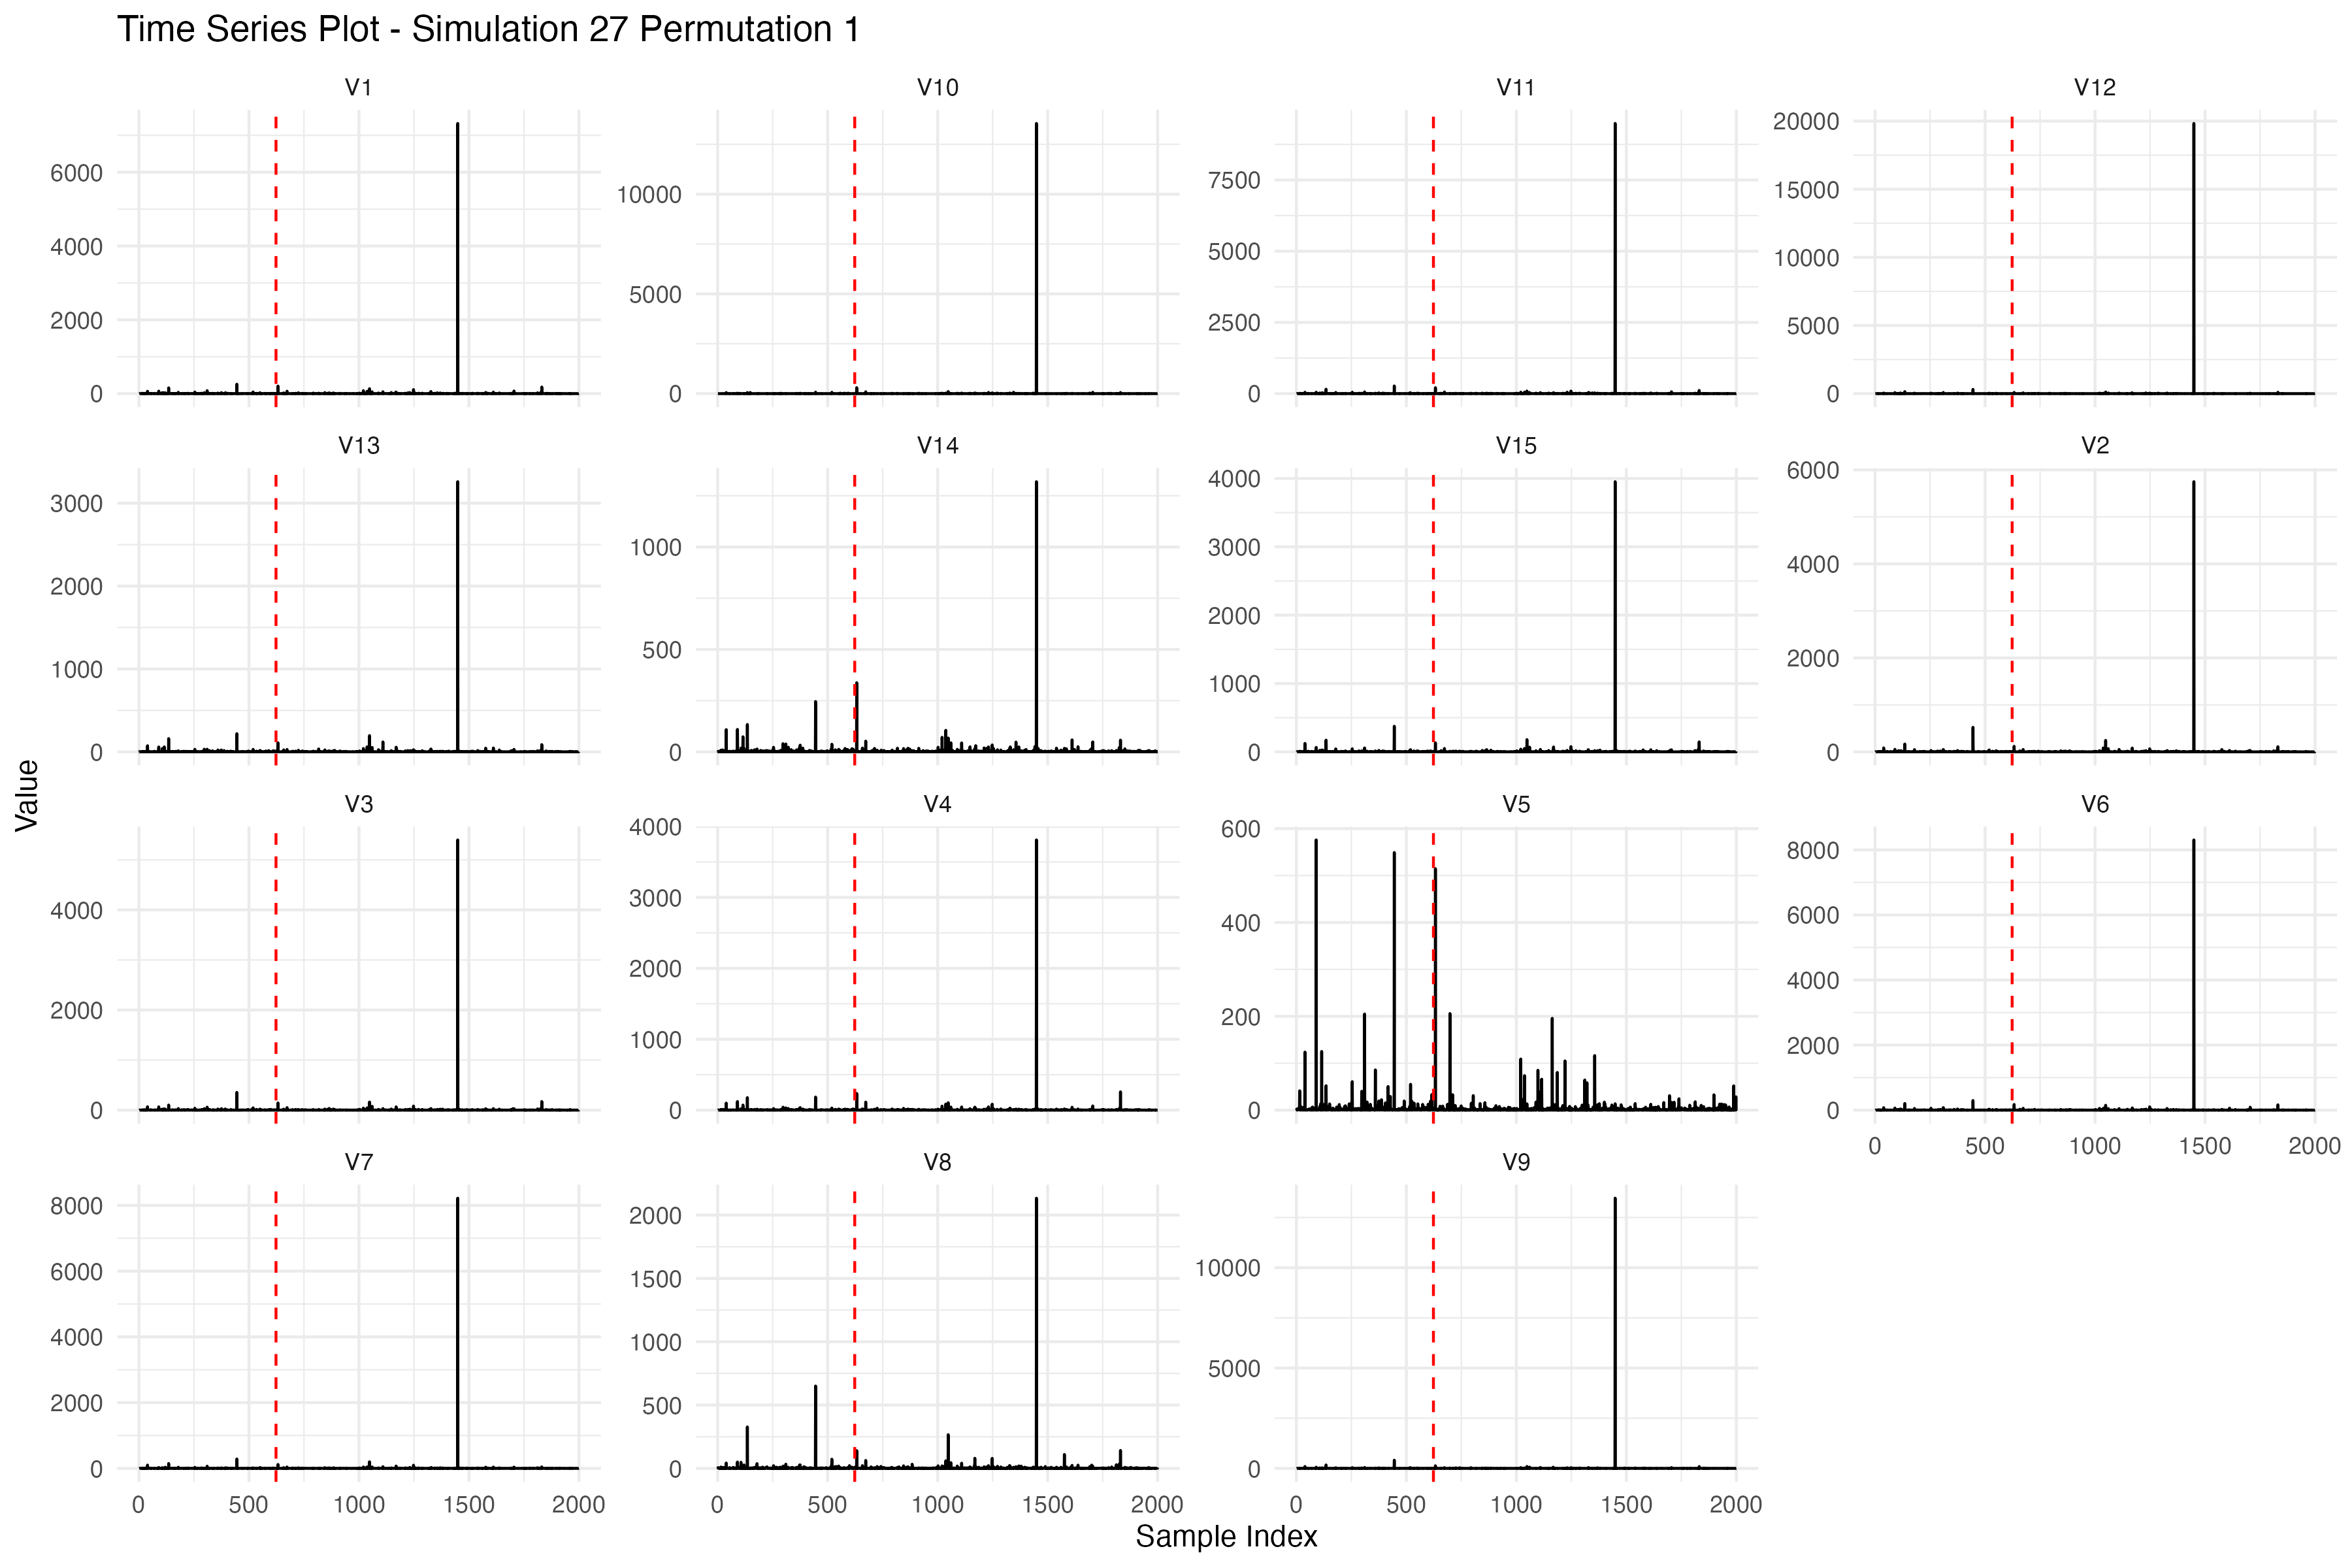 Time Series Plot - Simulation 27 Permutation 1
V1 V10 V11 V12
6000 4000 2000 0
10000 5000 0
7500 5000 2500 0
20000 15000 10000 5000 0
V13 V14 V15 V2
3000 2000 1000 0
1000 500 0
4000 3000 2000 1000 0
6000 4000 2000 0
V3 V4 V5 V6
4000 2000 0
4000 3000 2000 1000 0
600 400 200 0
8000 6000 4000 2000 0
0 500 1000 1500 2000
V7 V8 V9
8000 6000 4000 2000 0
2000 1500 1000 500 0
10000 5000 0
0 500 1000 1500 2000
0 500 1000 1500 2000
0 500 1000 1500 2000
Value
Sample Index